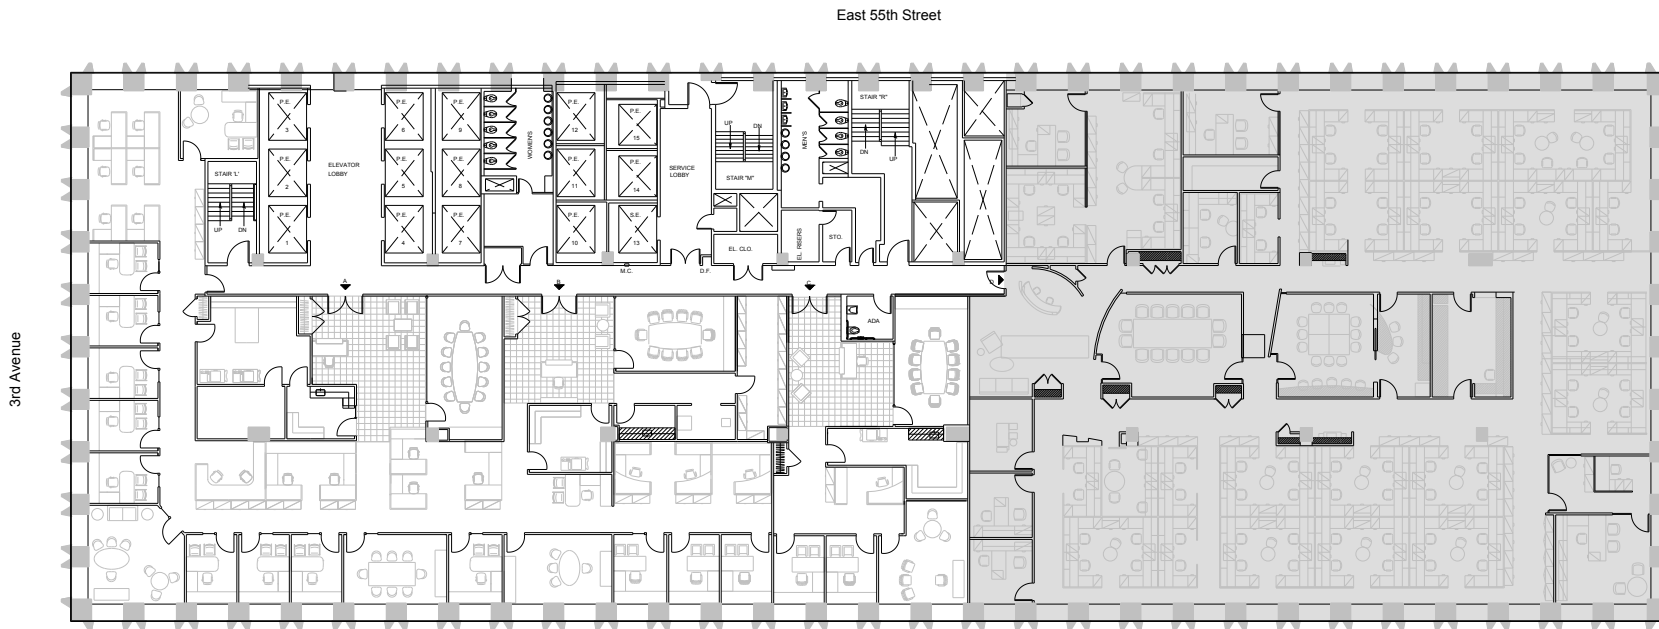 East 55th Street
3rd Avenue
P.E.
3
P.E.
6
P.E.
9
P.E.
12
P.E.
15
STAIR "R"
UP
DN
WOMEN'S
MEN'S
DN
UP
ELEVATOR
LOBBY
SERVICE
LOBBY
STAIR 'L'
P.E.
2
P.E.
5
P.E.
8
P.E.
11
P.E.
14
STAIR "M"
UP
DN
P.E.
1
P.E.
4
P.E.
7
P.E.
10
S.E.
13
EL. CLO.
EL. RISERS
STO.
M.C.
D.F.
A
B
C
D
ADA